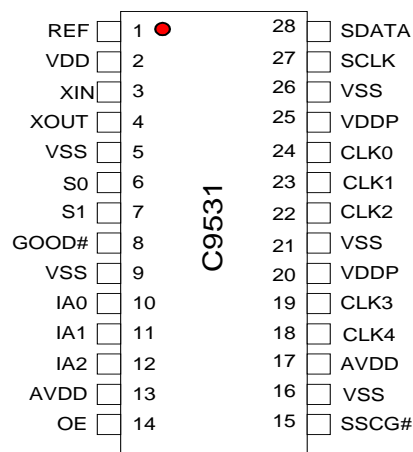 REF 1 28 SDATA
VDD 2 27 SCLK
XIN 3 26 VSS
XOUT 4 25 VDDP
VSS 5 24 CLK0
S0 6 23 CLK1
S1 7 22 CLK2
GOOD# 8 21 VSS
VSS 9 20 VDDP
IA0 10 19 CLK3
IA1 11 18 CLK4
IA2 12 17 AVDD
AVDD 13 16 VSS
OE 14 15 SSCG#
C9531